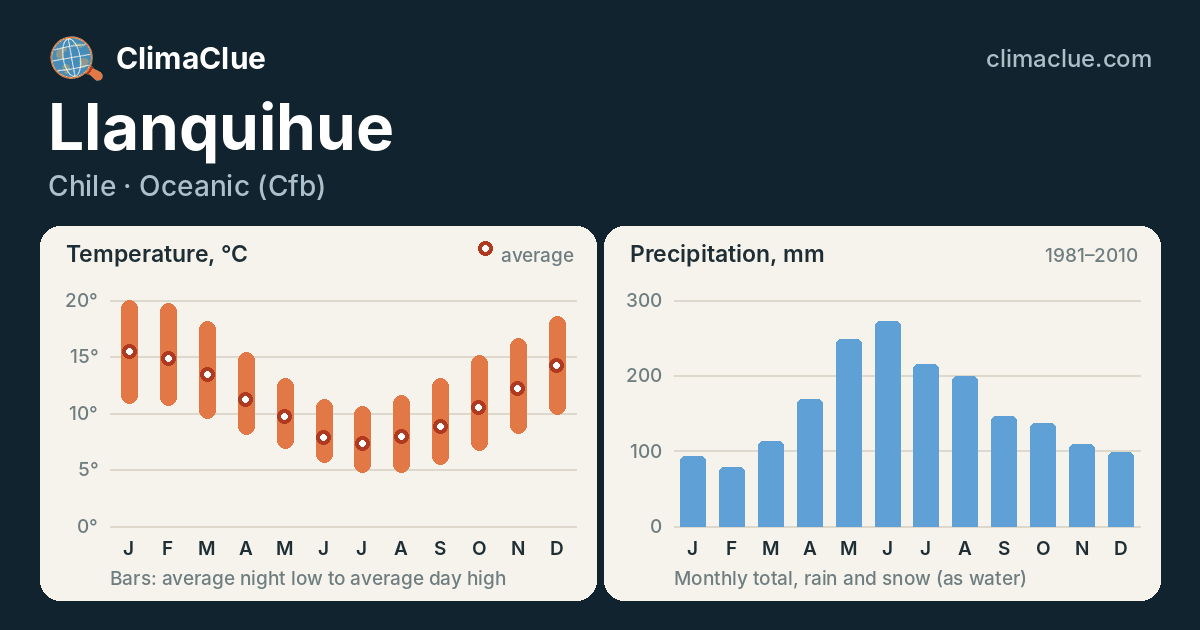 ClimaClue
climaclue.com
Llanquihue
Chile · Oceanic (Cfb)
Temperature, °C
average
20°
15°
10°
5°
0°
J F M A M J J A S O N D
Bars: average night low to average day high
Precipitation, mm
1981–2010
300
200
100
0
J F M A M J J A S O N D
Monthly total, rain and snow (as water)